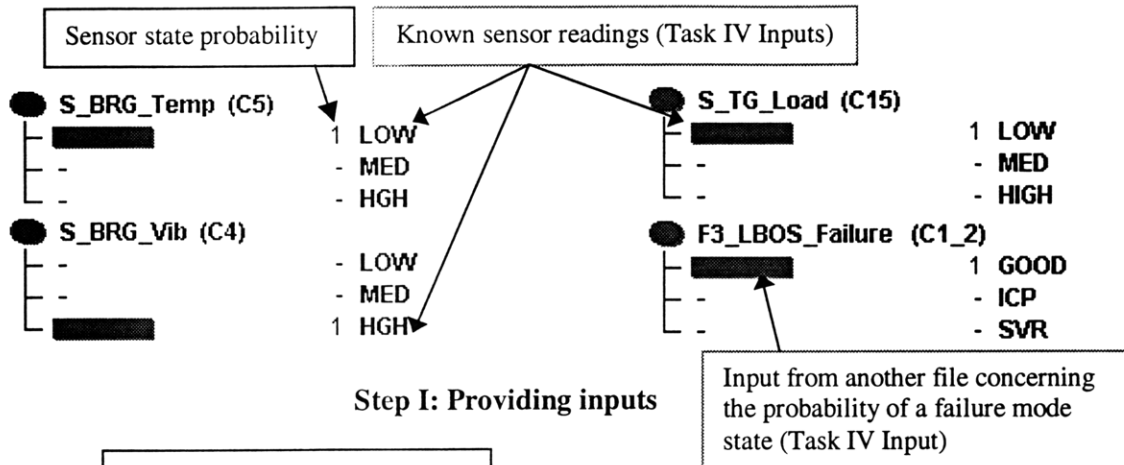 Sensor state probability
Known sensor readings (Task IV Inputs)
S_BRG_Temp (C5)
1 LOW
- - MED
- - HGH
S_BRG_Vib (C4)
- - LOW
- - MED
1 HGH
S_TG_Load (C15)
1 LOW
- - MED
- - HIGH
F3_LBOS_Failure (C1_2)
1 GOOD
- - ICP
- - SVR
Input from another file concerning
the probability of a failure mode
state (Task IV Input)
Step I: Providing inputs